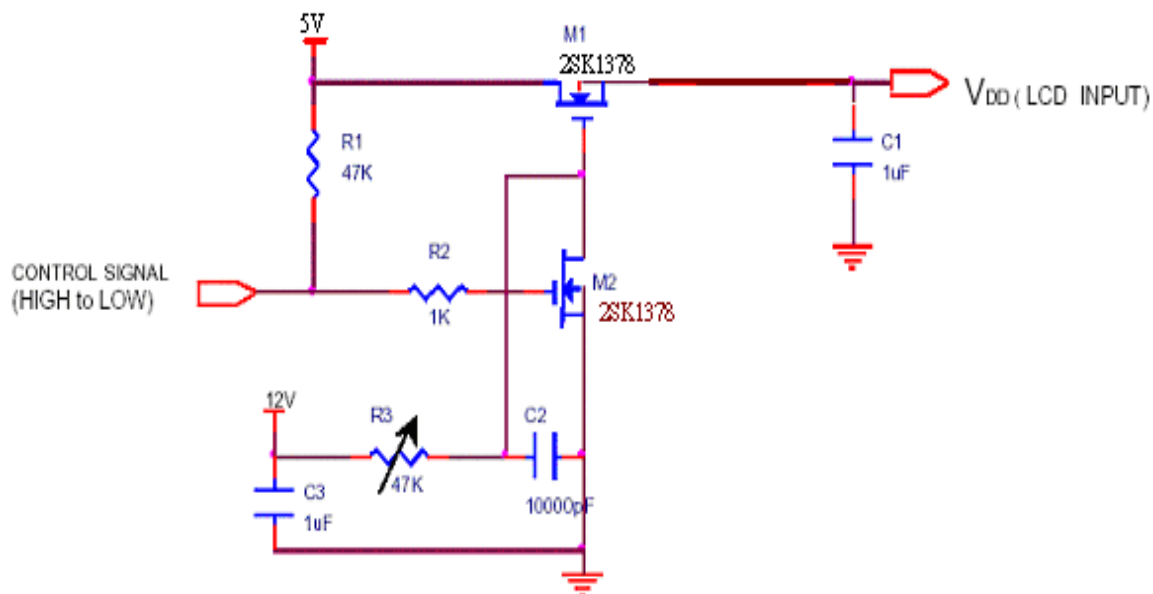 5V
M1
2SK1378
VDD ( LCD INPUT)
R1
47K
C1
1uF
CONTROL SIGNAL
(HIGH to LOW)
R2
1K
M2
2SK1378
12V
R3
47K
C2
10000pF
C3
1uF